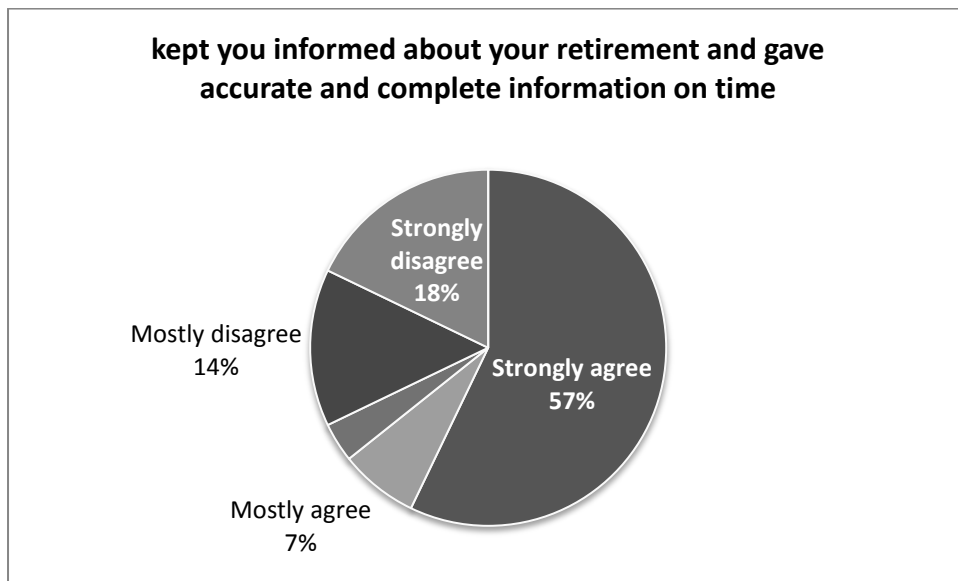 kept you informed about your retirement and gave
accurate and complete information on time
Strongly
disagree
18%
Mostly disagree
14%
Strongly agree
57%
Mostly agree
7%